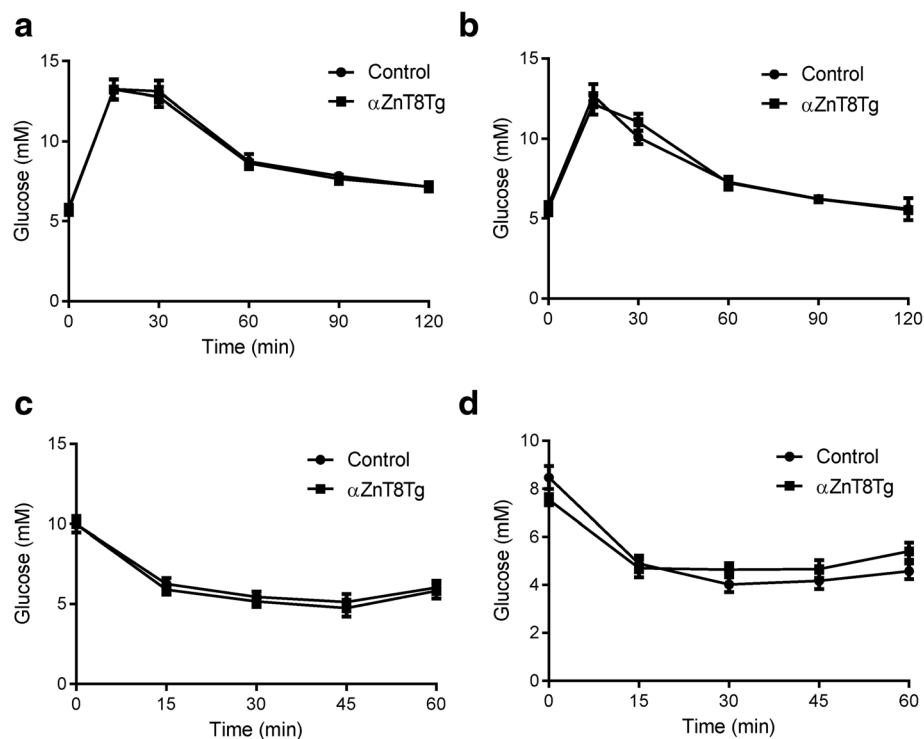 a
15
10
5
0
Glucose (mM)
Control
αZnT8Tg
0 30 60 90 120
Time (min)
b
15
10
5
0
Glucose (mM)
Control
αZnT8Tg
0 30 60 90 120
Time (min)
c
15
10
5
0
Glucose (mM)
Control
αZnT8Tg
0 15 30 45 60
Time (min)
d
10
8
6
4
2
0
Glucose (mM)
Control
αZnT8Tg
0 15 30 45 60
Time (min)